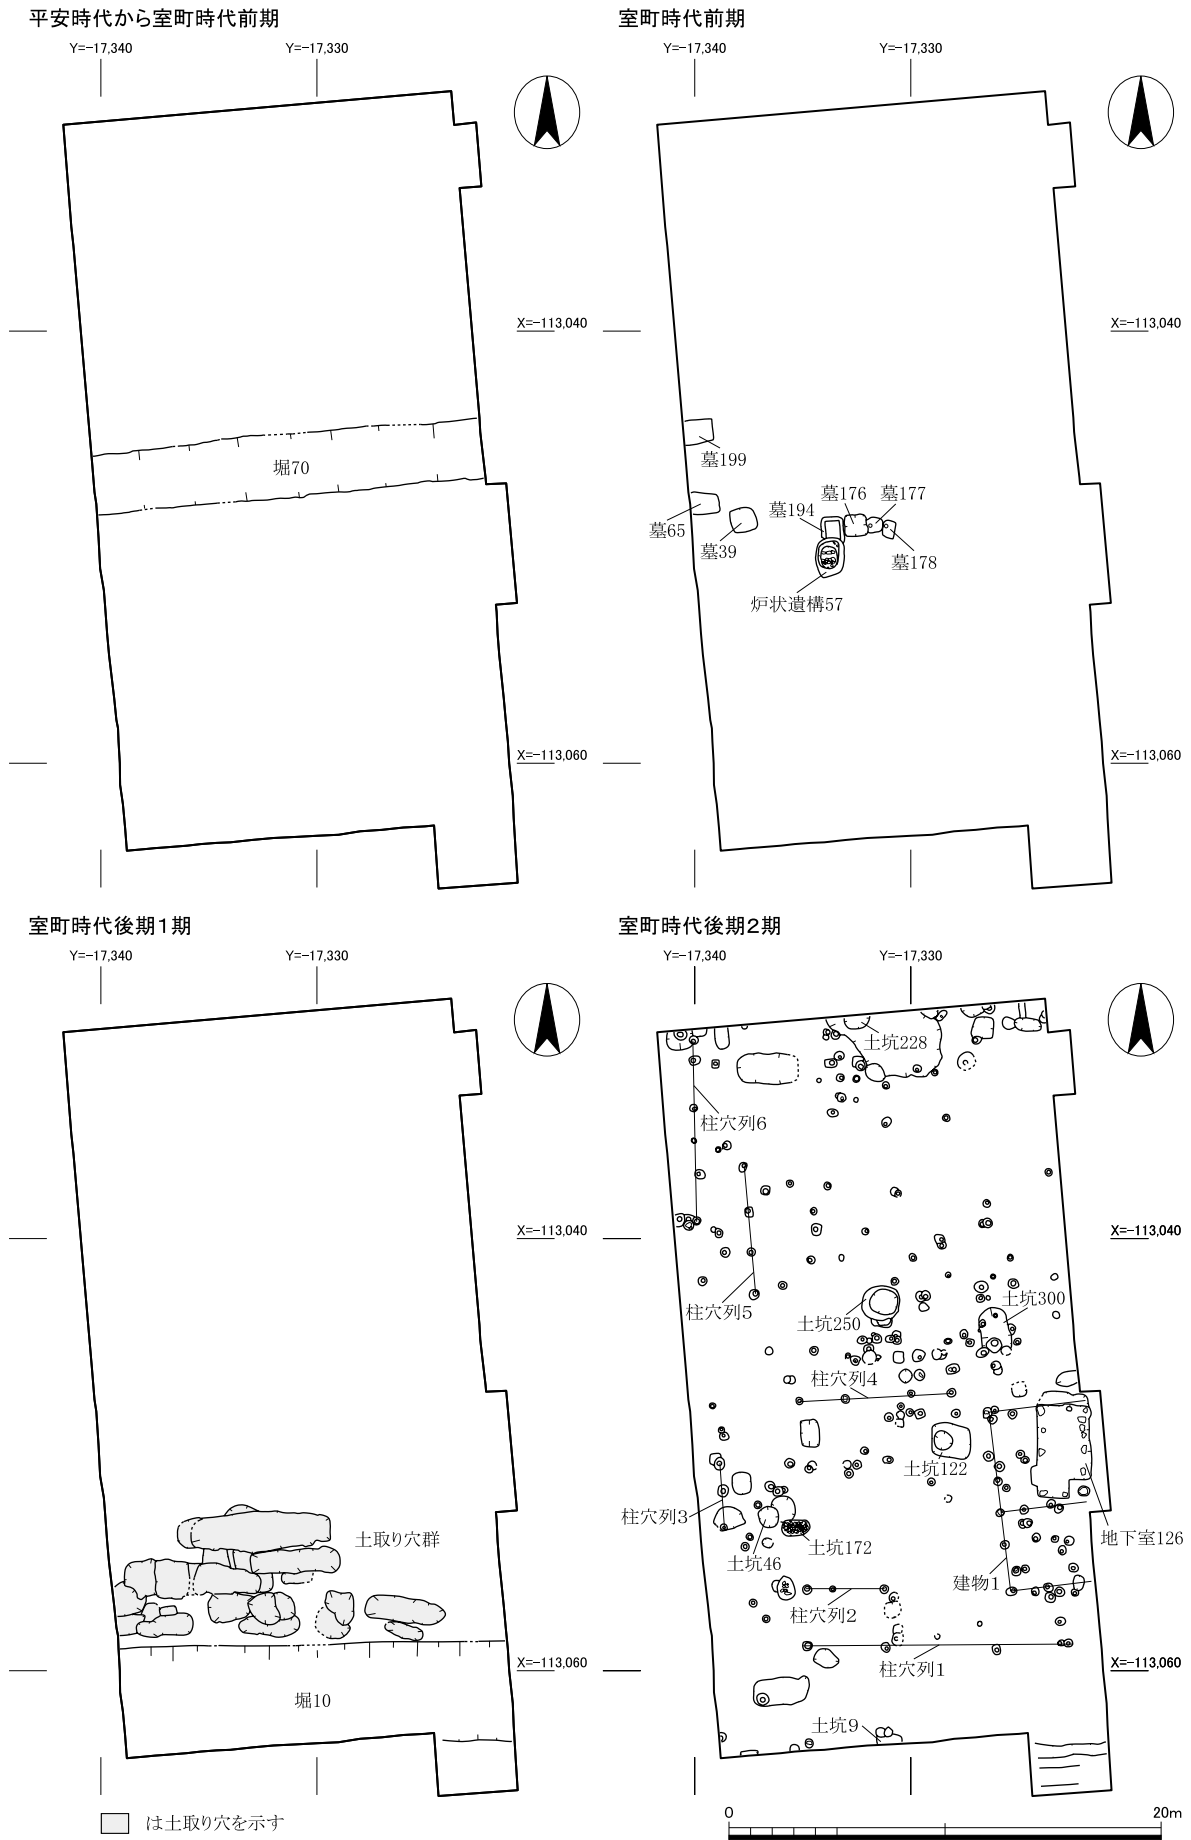 平安時代から室町時代前期
Y=-17,340
Y=-17,330
X=-113,040
堀70
X=-113,060
室町時代前期
Y=-17,340
Y=-17,330
X=-113,040
墓199
墓176
墓177
墓194
墓65
墓39
墓178
炉状遺構57
X=-113,060
室町時代後期1期
Y=-17,340
Y=-17,330
X=-113,040
土取り穴群
X=-113,060
堀10
は土取り穴を示す
室町時代後期2期
Y=-17,340
Y=-17,330
土坑228
柱穴列6
X=-113,040
土坑300
柱穴列5
土坑250
柱穴列4
土坑122
柱穴列3
地下室126
土坑172
土坑46
建物1
柱穴列2
X=-113,060
柱穴列1
土坑9
0
20m